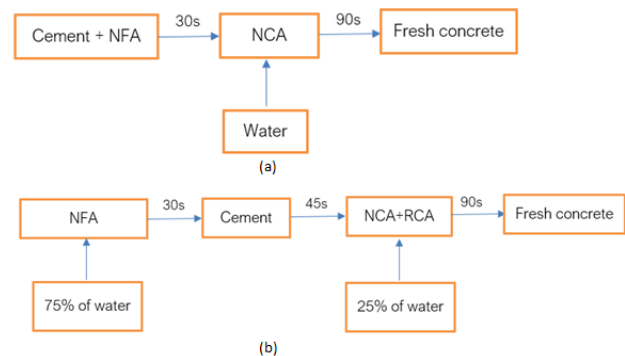 30s
90s
Cement + NFA
NCA
Fresh concrete
Water
(a)
30s
45s
90s
NFA
Cement
NCA+RCA
Fresh concrete
75% of water
25% of water
(b)